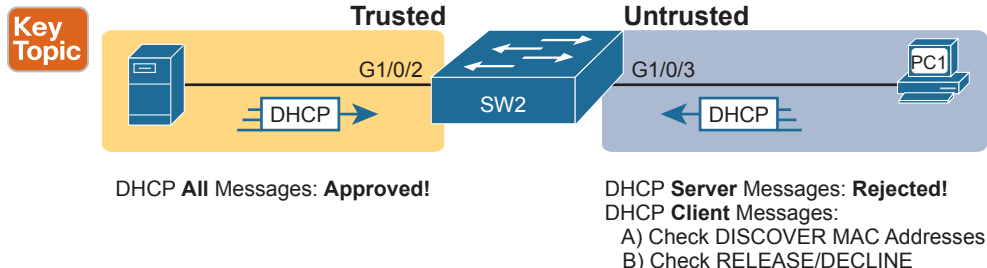 Key
Topic
Trusted
Untrusted
G1/0/2
G1/0/3
PC1
SW2
DHCP
DHCP
DHCP All Messages: Approved!
DHCP Server Messages: Rejected!
DHCP Client Messages:
A) Check DISCOVER MAC Addresses
B) Check RELEASE/DECLINE